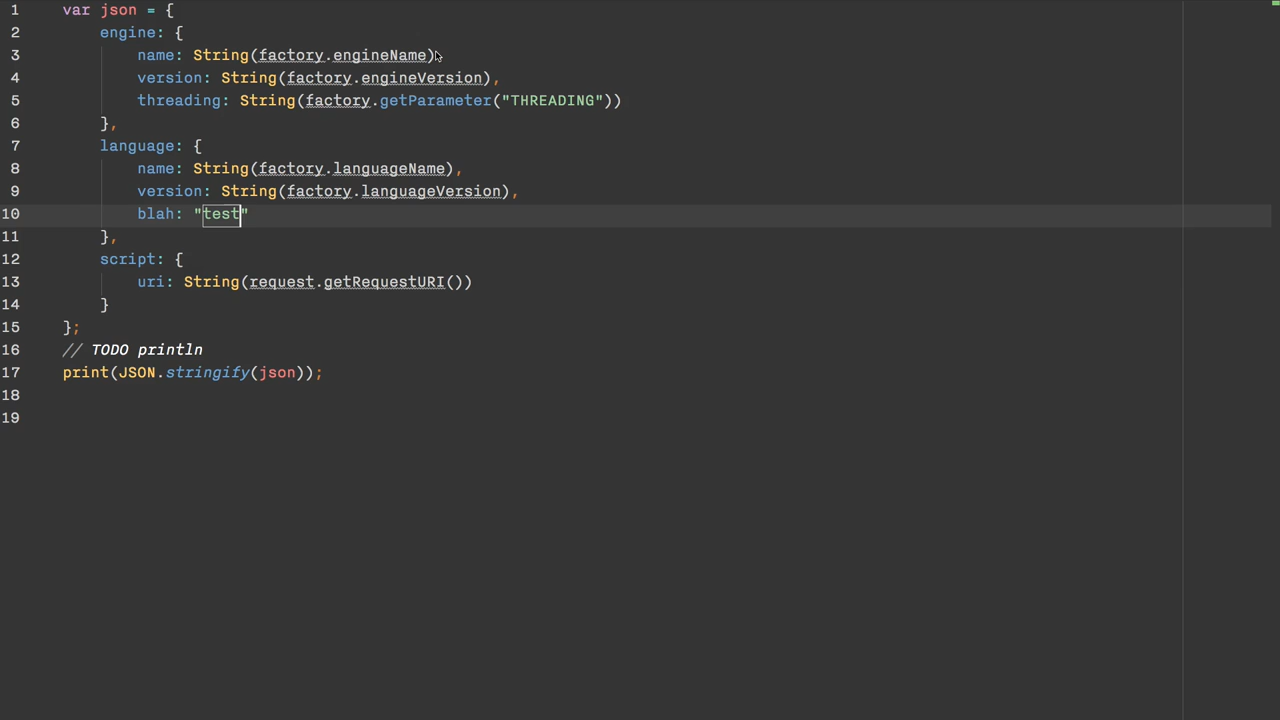 1 var json = {
2 engine: {
3 name: String(factory.engineName)
4 version: String(factory.engineVersion),
5 threading: String(factory.getParameter("THREADING"))
6 },
7 language: {
8 name: String(factory.languageName),
9 version: String(factory.languageVersion),
10 blah: "test"
11 },
12 script: {
13 uri: String(request.getRequestURI())
14 }
15 };
16 // TODO println
17 print(JSON.stringify(json));
18
19